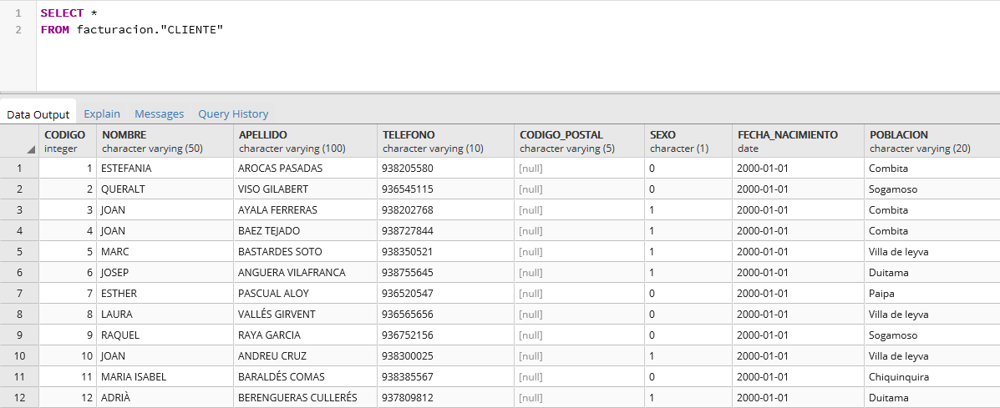 1 SELECT *
2 FROM facturacion."CLIENTE"
Data Output Explain Messages Query History
CODIGO NOMBRE APELLIDO TELEFONO CODIGO_POSTAL SEXO FECHA_NACIMIENTO POBLACION
integer character varying (50) character varying (100) character varying (10) character varying (5) character (1) date character varying (20)
1 1 ESTEFANIA AROCAS PASADAS 938205580 [null] 0 2000-01-01 Combita
2 2 QUERALT VISO GILABERT 936545115 [null] 0 2000-01-01 Sogamoso
3 3 JOAN AYALA FERRERAS 938202768 [null] 1 2000-01-01 Combita
4 4 JOAN BAEZ TEJADO 938727844 [null] 1 2000-01-01 Combita
5 5 MARC BASTARDES SOTO 938350521 [null] 1 2000-01-01 Villa de leyva
6 6 JOSEP ANGUERA VILAFRANCA 938755645 [null] 1 2000-01-01 Duitama
7 7 ESTHER PASCUAL ALOY 936520547 [null] 0 2000-01-01 Paipa
8 8 LAURA VALLÉS GIRVENT 936565656 [null] 0 2000-01-01 Villa de leyva
9 9 RAQUEL RAYA GARCIA 936752156 [null] 0 2000-01-01 Sogamoso
10 10 JOAN ANDREU CRUZ 938300025 [null] 1 2000-01-01 Villa de leyva
11 11 MARIA ISABEL BARALDÉS COMAS 938385567 [null] 0 2000-01-01 Chiquinquira
12 12 ADRIÀ BERENGUERAS CULLERÉS 937809812 [null] 1 2000-01-01 Duitama